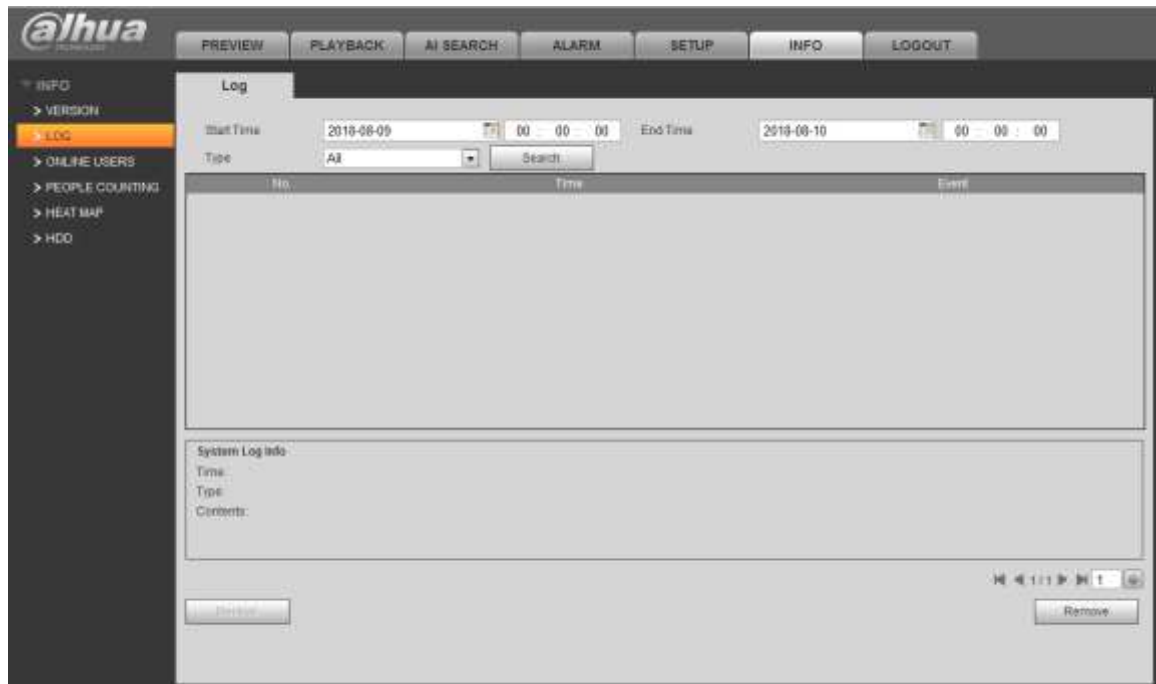 alhua
TECHNOLOGY
PREVIEW PLAYBACK AI SEARCH ALARM SETUP INFO LOGOUT
INFO
> VERSION
> LOG
> ONLINE USERS
> PEOPLE COUNTING
> HEAT MAP
> HDD
Log
Start Time 2018-08-09 00 : 00 : 00 End Time 2018-08-10 00 : 00 : 00
Type All Search
No. Time Event
System Log Info
Time:
Type:
Contents:
1/1 1
Remove